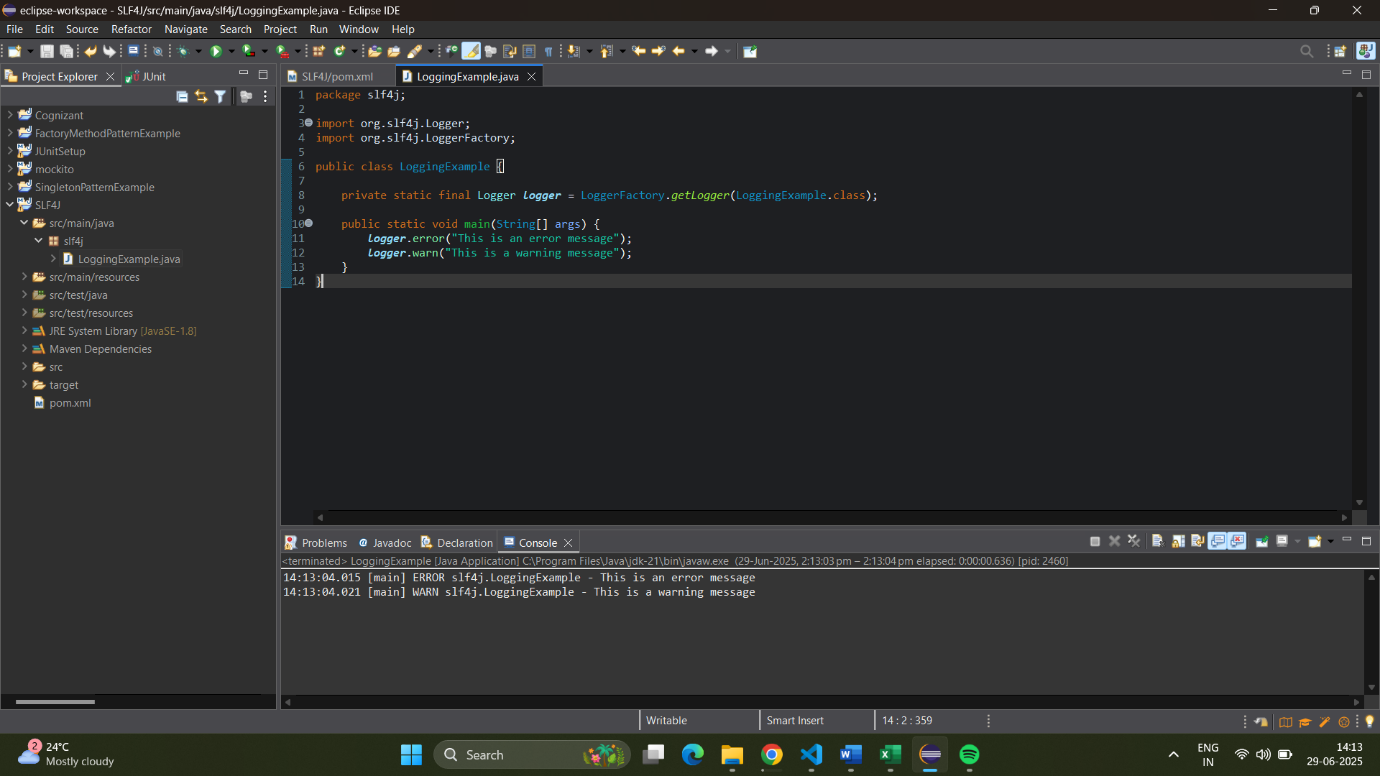 eclipse-workspace - SLF4J/src/main/java/slf4j/LoggingExample.java - Eclipse IDE
File Edit Source Refactor Navigate Search Project Run Window Help
Project Explorer JUnit
Cognizant
FactoryMethodPatternExample
JUnitSetup
mockito
SingletonPatternExample
SLF4J
src/main/java
slf4j
LoggingExample.java
src/main/resources
src/test/java
src/test/resources
JRE System Library [JavaSE-1.8]
Maven Dependencies
src
target
pom.xml
SLF4J/pom.xml LoggingExample.java
1 package slf4j;
2
3 import org.slf4j.Logger;
4 import org.slf4j.LoggerFactory;
5
6 public class LoggingExample {
7
8 private static final Logger logger = LoggerFactory.getLogger(LoggingExample.class);
9
10 public static void main(String[] args) {
11 logger.error("This is an error message");
12 logger.warn("This is a warning message");
13 }
14 }
Problems Javadoc Declaration Console
<terminated> LoggingExample [Java Application] C:\Program Files\Java\jdk-21\bin\javaw.exe (29-Jun-2025, 2:13:03 pm – 2:13:04 pm elapsed: 0:00:00.636) [pid: 2460]
14:13:04.015 [main] ERROR slf4j.LoggingExample - This is an error message
14:13:04.021 [main] WARN slf4j.LoggingExample - This is a warning message
Writable Smart Insert 14 : 2 : 359
2
24°C
Mostly cloudy
Search
ENG
IN
14:13
29-06-2025